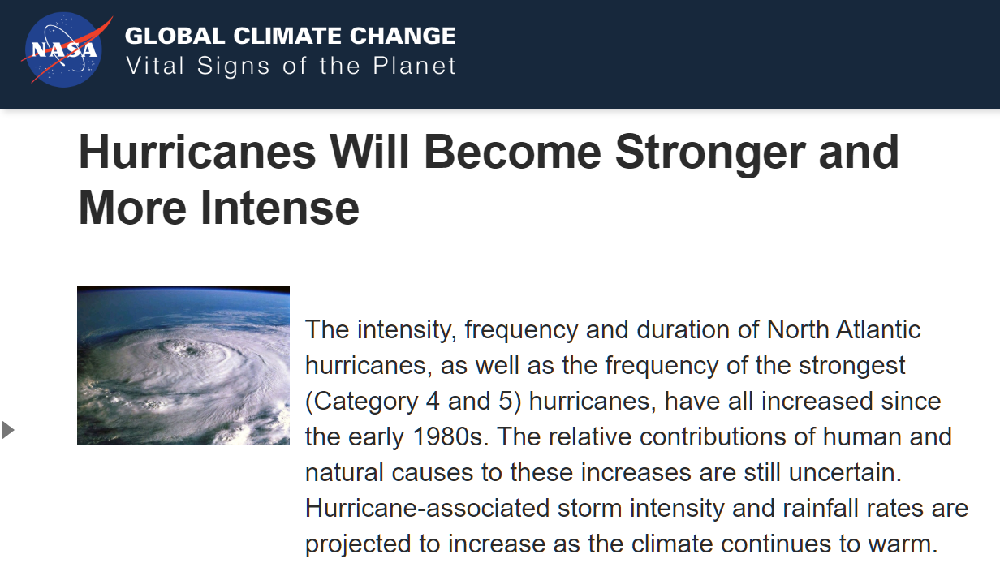 NASA
GLOBAL CLIMATE CHANGE
Vital Signs of the Planet
Hurricanes Will Become Stronger and
More Intense
The intensity, frequency and duration of North Atlantic
hurricanes, as well as the frequency of the strongest
(Category 4 and 5) hurricanes, have all increased since
the early 1980s. The relative contributions of human and
natural causes to these increases are still uncertain.
Hurricane-associated storm intensity and rainfall rates are
projected to increase as the climate continues to warm.